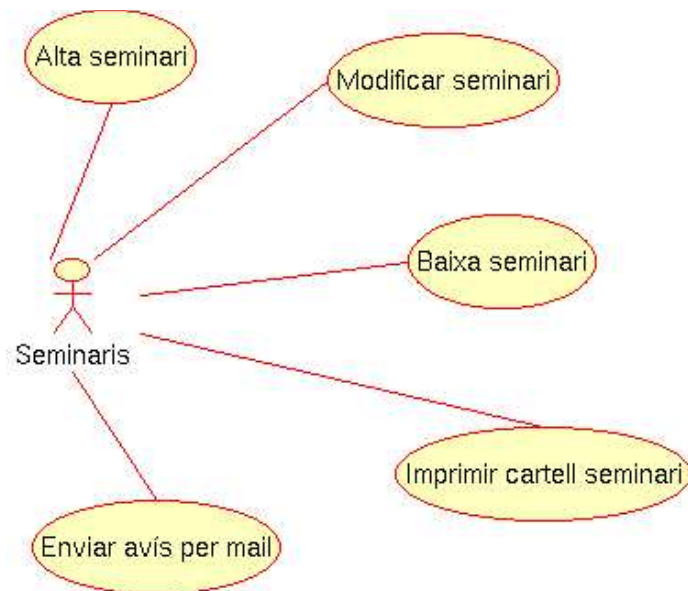 Alta seminari
Modificar seminari
Baixa seminari
Seminaris
Imprimir cartell seminari
Enviar avís per mail